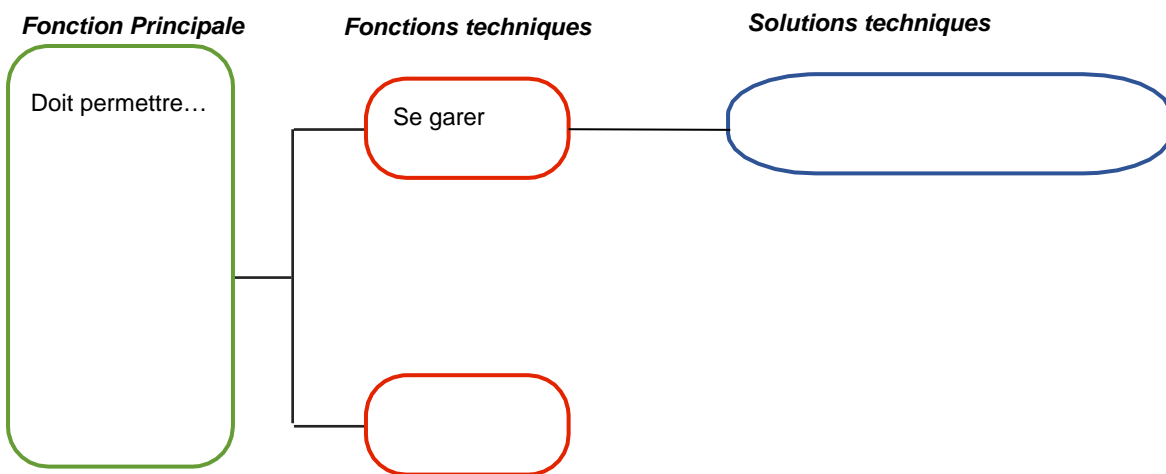 Fonction Principale
Fonctions techniques
Solutions techniques
Doit permettre…
Se garer